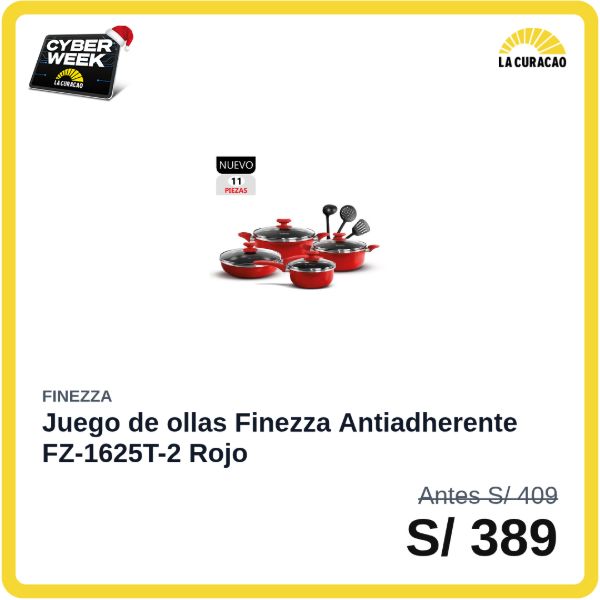 CYBER
WEEK
LA CURACAO
LA CURACAO
NUEVO
11
PIEZAS
FINEZZA
Juego de ollas Finezza Antiadherente
FZ-1625T-2 Rojo
Antes S/ 409
S/ 389